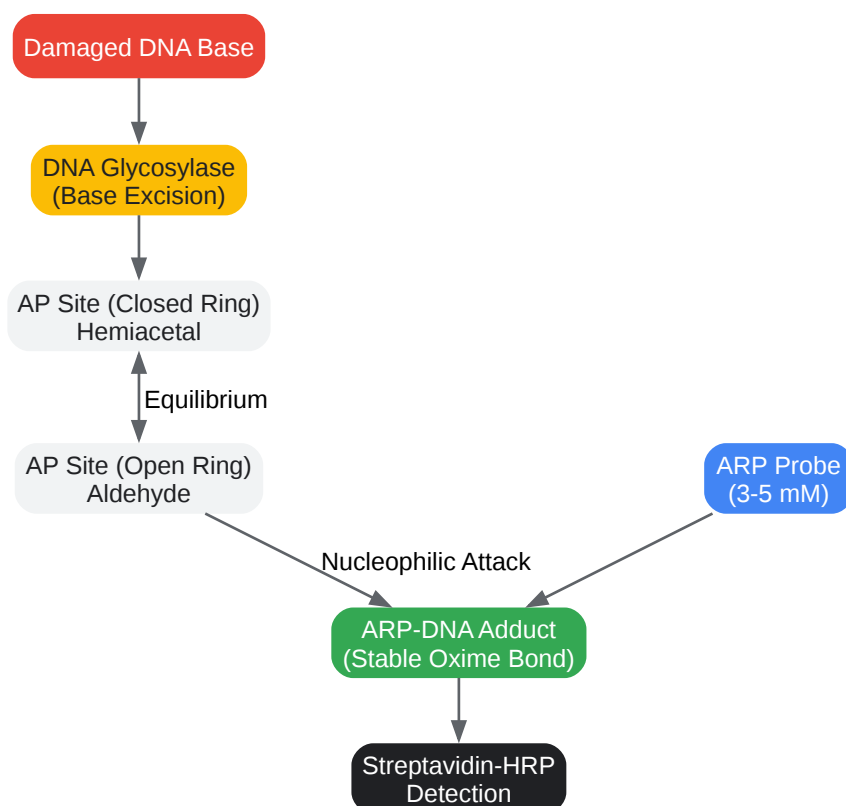 Damaged DNA Base
DNA Glycosylase
(Base Excision)
AP Site (Closed Ring)
Hemiacetal
Equilibrium
AP Site (Open Ring)
Aldehyde
ARP Probe
(3-5 mM)
Nucleophilic Attack
ARP-DNA Adduct
(Stable Oxime Bond)
Streptavidin-HRP
Detection